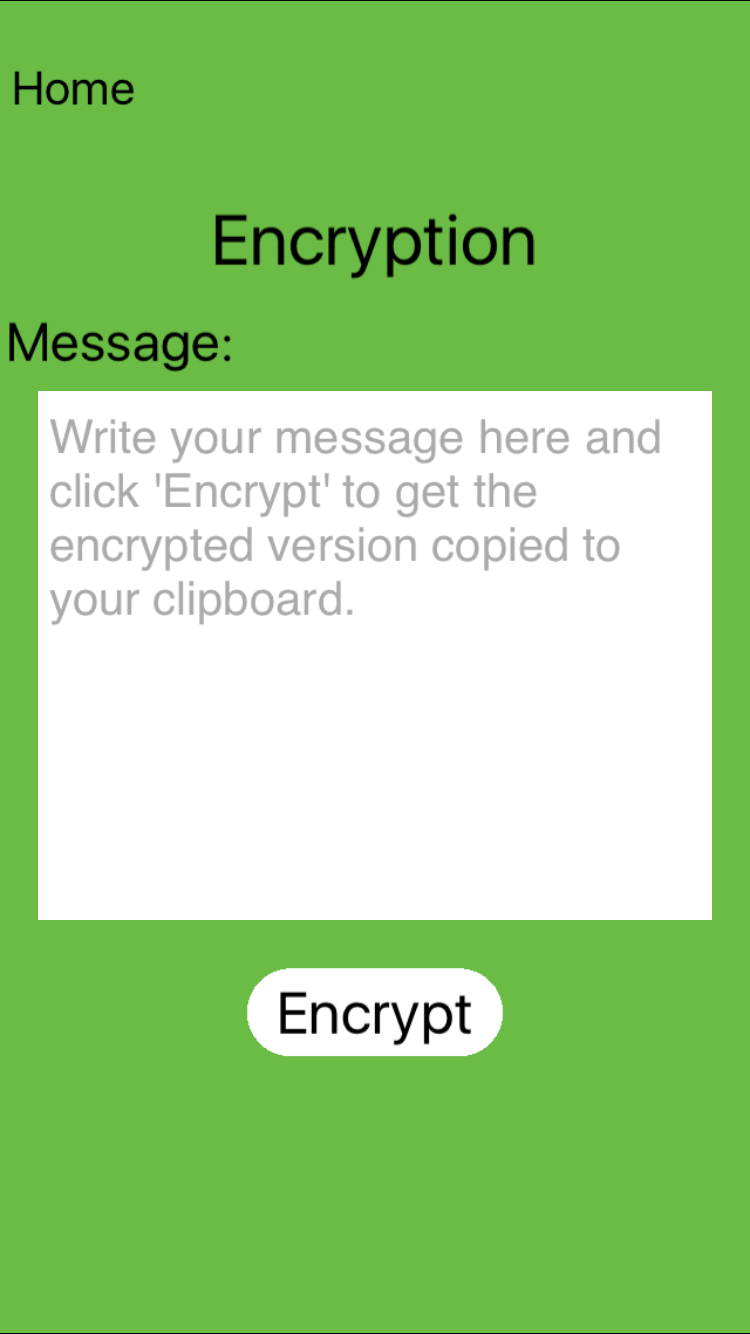 Home
Encryption
Message:
Write your message here and
click 'Encrypt' to get the
encrypted version copied to
your clipboard.
Encrypt